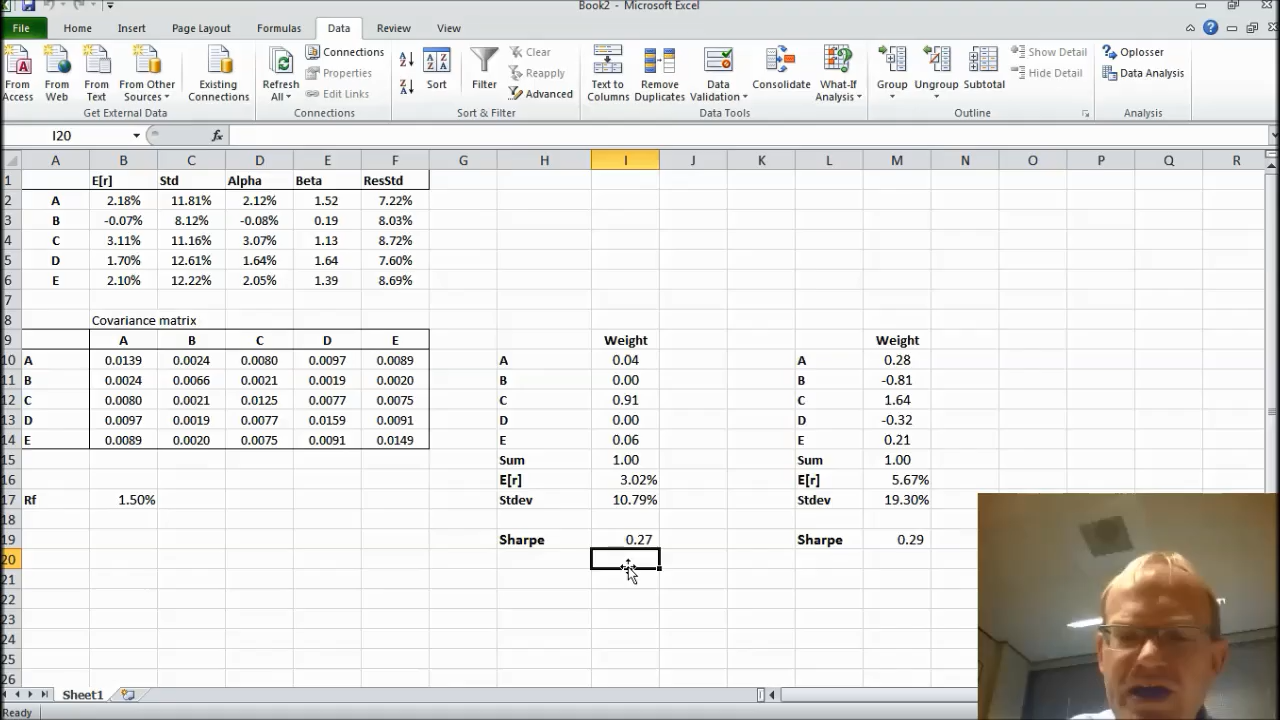 Book2 - Microsoft Excel
File Home Insert Page Layout Formulas Data Review View
From Access
From Web
From Text
From Other Sources
Existing Connections
Get External Data
Refresh All
Connections
Properties
Edit Links
Connections
Sort
Filter
Clear
Reapply
Advanced
Sort & Filter
Text to Columns
Remove Duplicates
Data Validation
Consolidate
What-If Analysis
Data Tools
Group
Ungroup
Subtotal
Show Detail
Hide Detail
Outline
Oplosser
Data Analysis
Analysis
I20 fx
A B C D E F G H I J K L M N O P Q R
1 E[r] Std Alpha Beta ResStd
2 A 2.18% 11.81% 2.12% 1.52 7.22%
3 B -0.07% 8.12% -0.08% 0.19 8.03%
4 C 3.11% 11.16% 3.07% 1.13 8.72%
5 D 1.70% 12.61% 1.64% 1.64 7.60%
6 E 2.10% 12.22% 2.05% 1.39 8.69%
7
8 Covariance matrix
9 A B C D E Weight Weight
10 A 0.0139 0.0024 0.0080 0.0097 0.0089 A 0.04 A 0.28
11 B 0.0024 0.0066 0.0021 0.0019 0.0020 B 0.00 B -0.81
12 C 0.0080 0.0021 0.0125 0.0077 0.0075 C 0.91 C 1.64
13 D 0.0097 0.0019 0.0077 0.0159 0.0091 D 0.00 D -0.32
14 E 0.0089 0.0020 0.0075 0.0091 0.0149 E 0.06 E 0.21
15 Sum 1.00 Sum 1.00
16 E[r] 3.02% E[r] 5.67%
17 Rf 1.50% Stdev 10.79% Stdev 19.30%
18
19 Sharpe 0.27 Sharpe 0.29
20
21
22
23
24
25
26
Sheet1
Ready